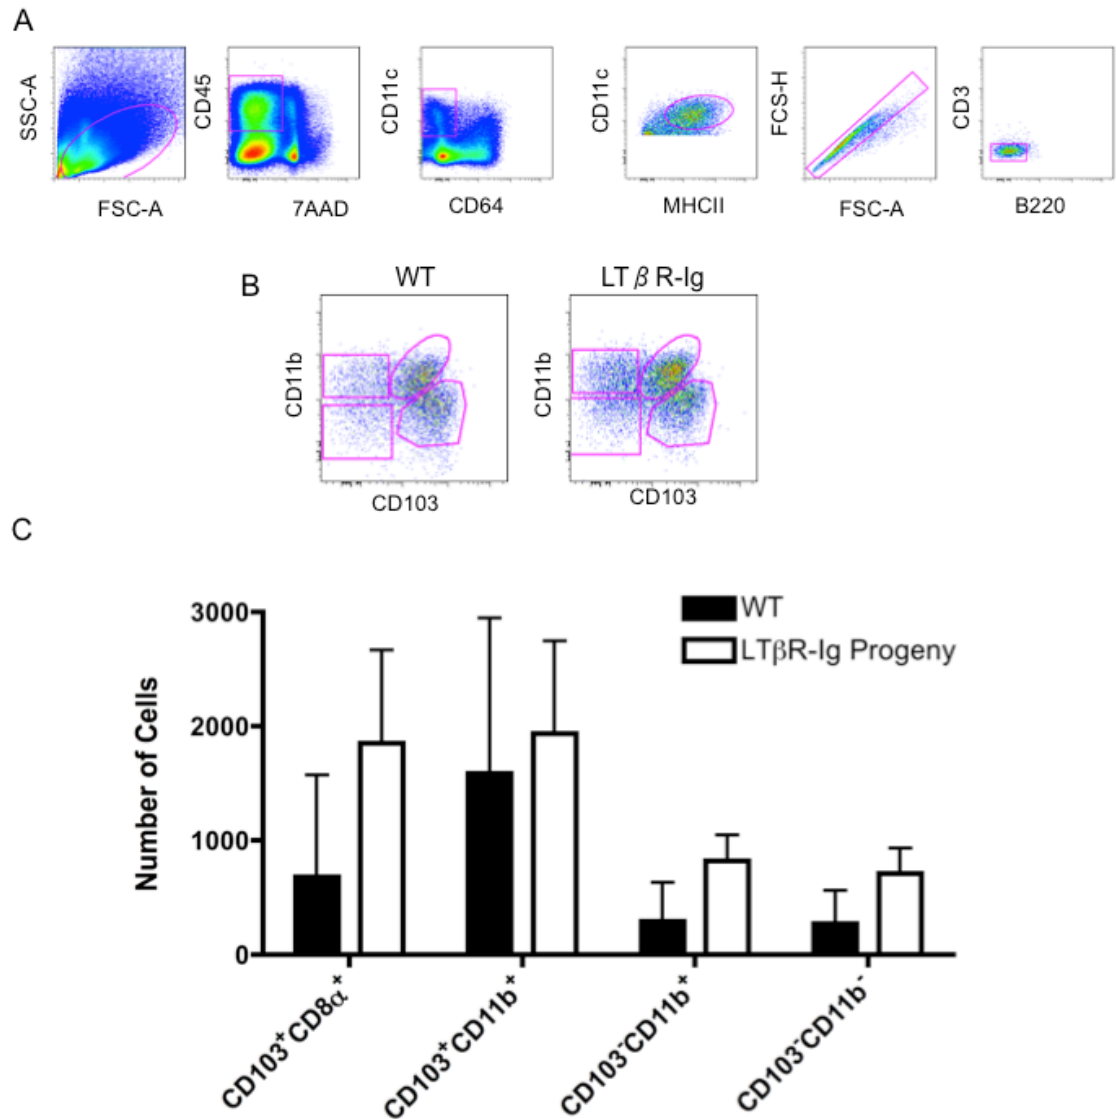 A
SSC-A
FSC-A
CD45
7AAD
CD11c
CD64
CD11c
MHCII
FCS-H
FSC-A
CD3
B220
B
WT
CD11b
CD103
LTβR-Ig
CD11b
CD103
C
Number of Cells
3000
2000
1000
0
WT
LTβR-Ig Progeny
CD103⁺CD8α⁺
CD103⁺CD11b⁺
CD103⁻CD11b⁺
CD103⁻CD11b⁻